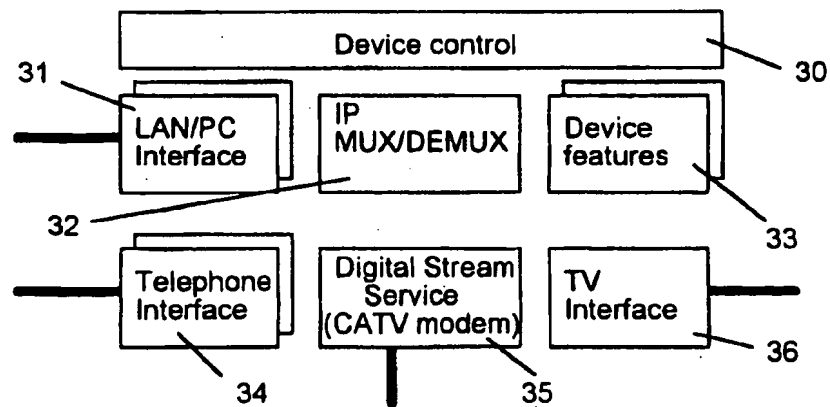 Device control
30
31
LAN/PC
Interface
IP
MUX/DEMUX
Device
features
32
33
Telephone
Interface
Digital Stream
Service
(CATV modem)
TV
Interface
34
35
36